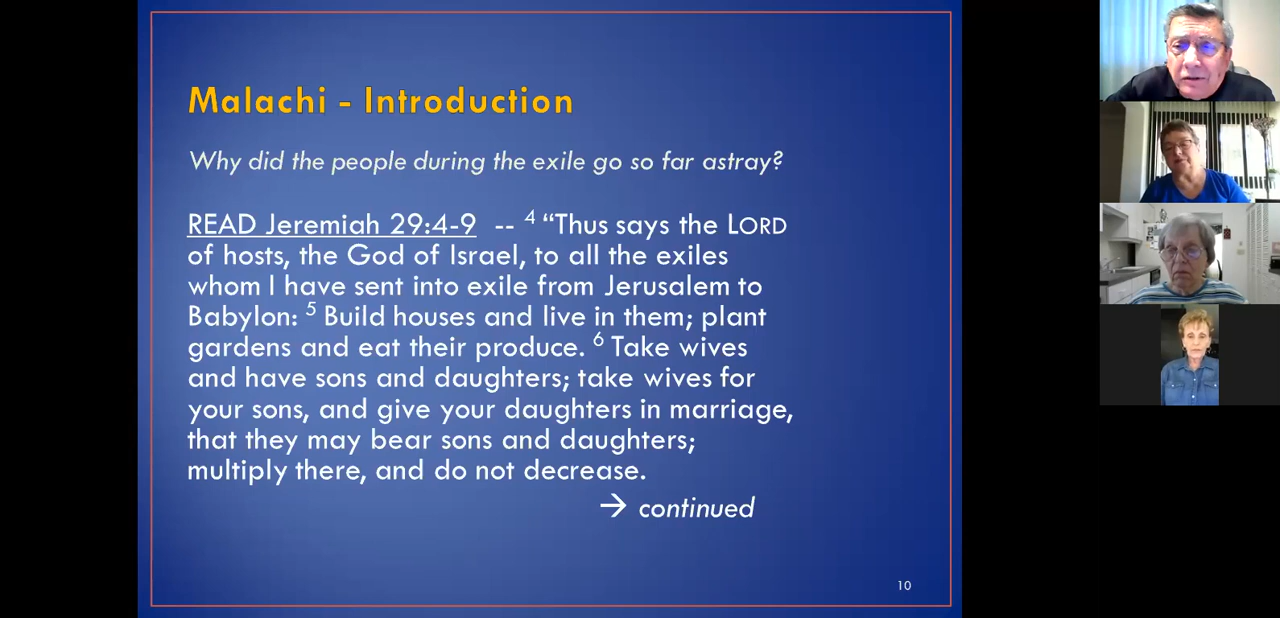 Malachi - Introduction
Why did the people during the exile go so far astray?
READ Jeremiah 29:4-9 -- 4 “Thus says the LORD
of hosts, the God of Israel, to all the exiles
whom I have sent into exile from Jerusalem to
Babylon: 5 Build houses and live in them; plant
gardens and eat their produce. 6 Take wives
and have sons and daughters; take wives for
your sons, and give your daughters in marriage,
that they may bear sons and daughters;
multiply there, and do not decrease.
→ continued
10